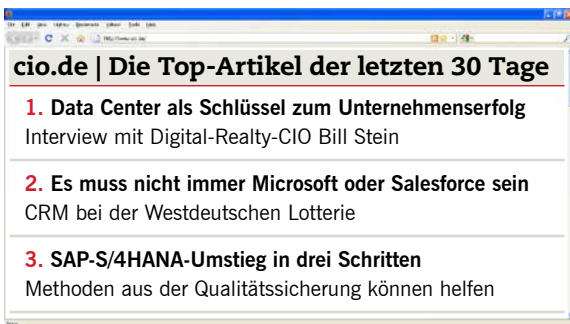 cio.de | Die Top-Artikel der letzten 30 Tage
1. Data Center als Schlüssel zum Unternehmenserfolg
Interview mit Digital-Realty-CIO Bill Stein
2. Es muss nicht immer Microsoft oder Salesforce sein
CRM bei der Westdeutschen Lotterie
3. SAP-S/4HANA-Umstieg in drei Schritten
Methoden aus der Qualitätssicherung können helfen